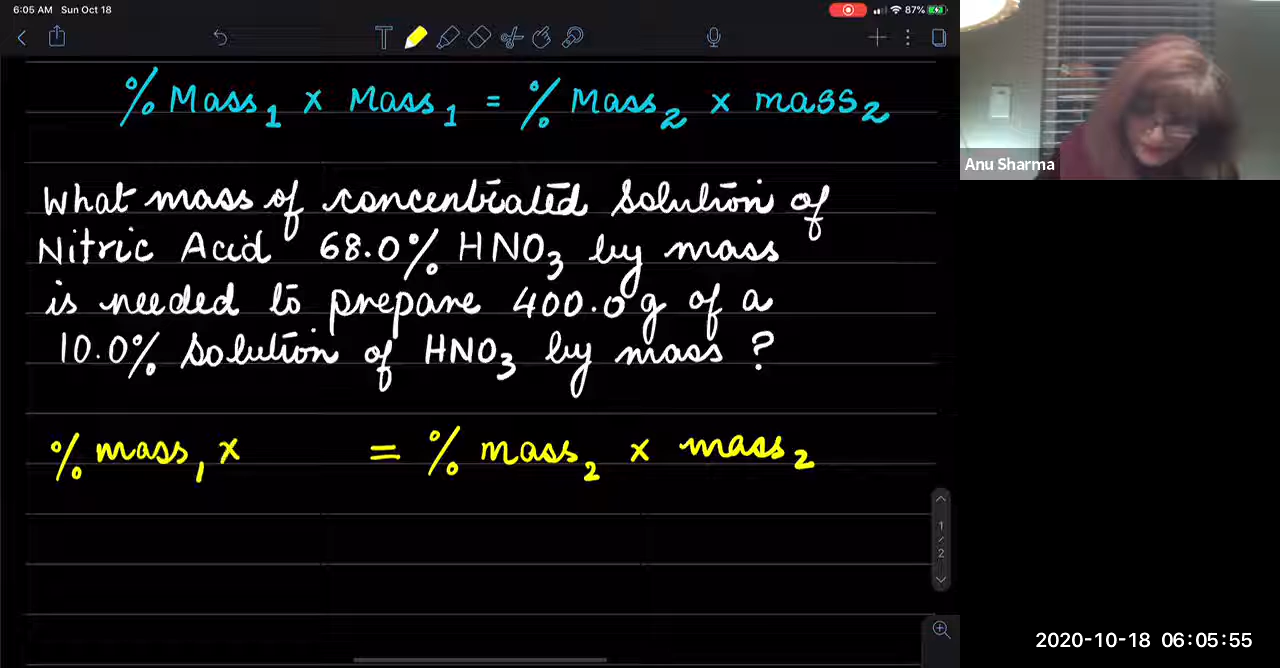 6:05 AM Sun Oct 18
87%
% Mass1 x Mass1 = % Mass2 x mass2
What mass of concentrated solution of
Nitric Acid 68.0% HNO3 by mass
is needed to prepare 400.0g of a
10.0% solution of HNO3 by mass ?
% mass1 x = % mass2 x mass2
1/2
Anu Sharma
2020-10-18 06:05:55